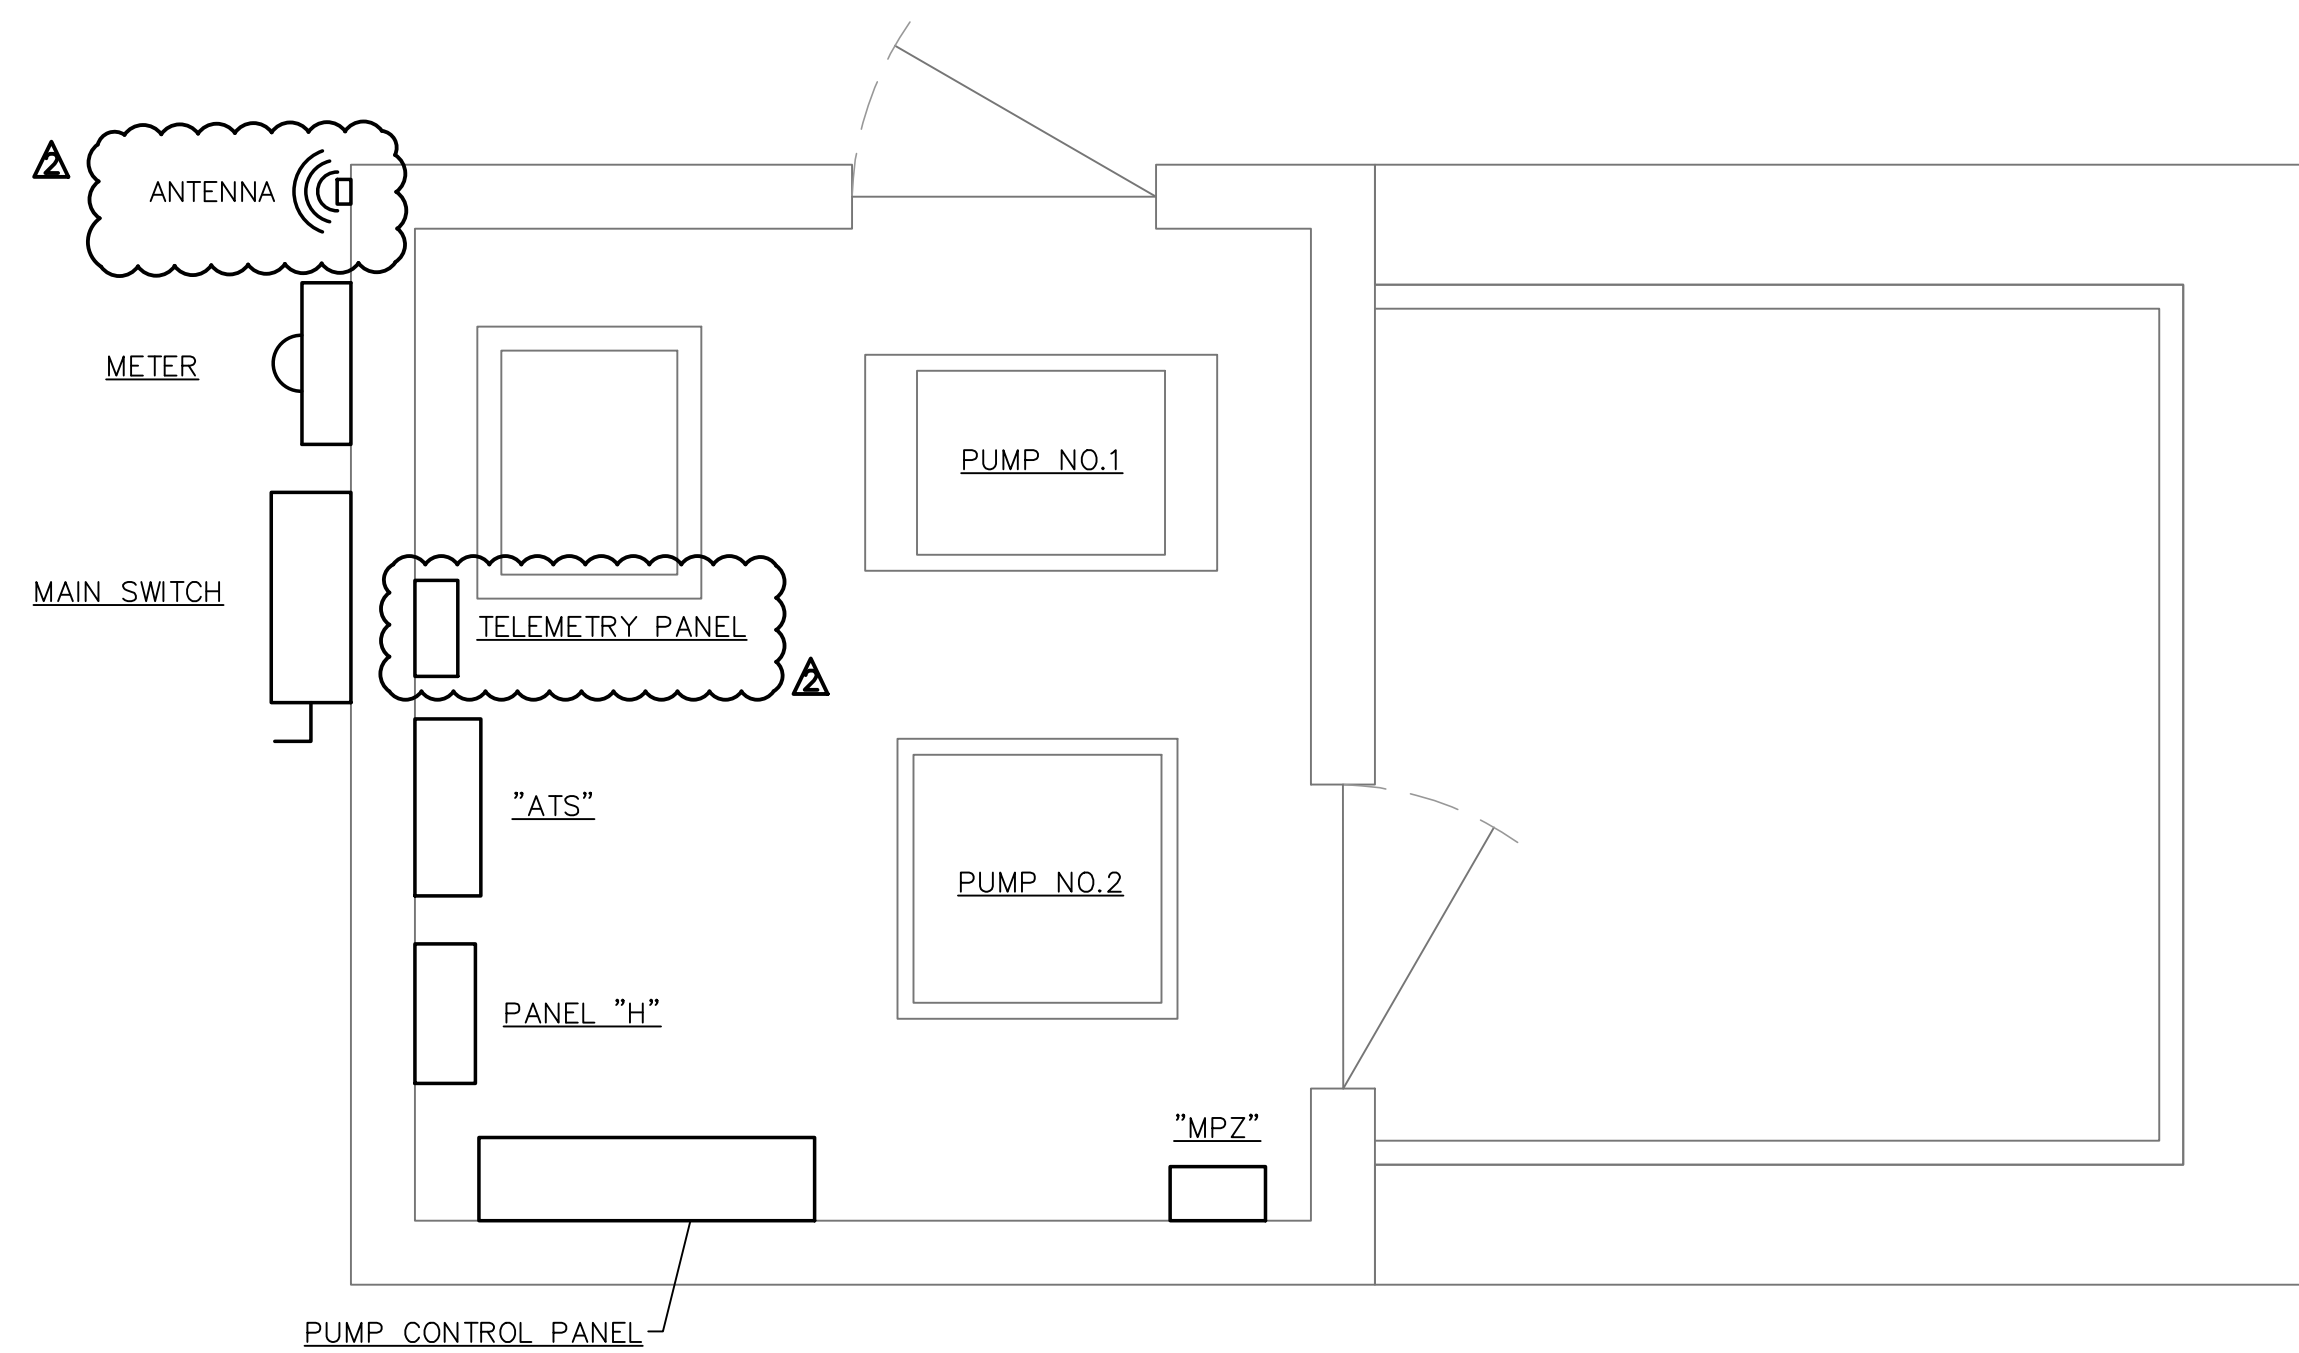 2
ANTENNA
METER
PUMP NO.1
MAIN SWITCH
TELEMETRY PANEL
2
"ATS"
PUMP NO.2
PANEL "H"
"MPZ"
PUMP CONTROL PANEL